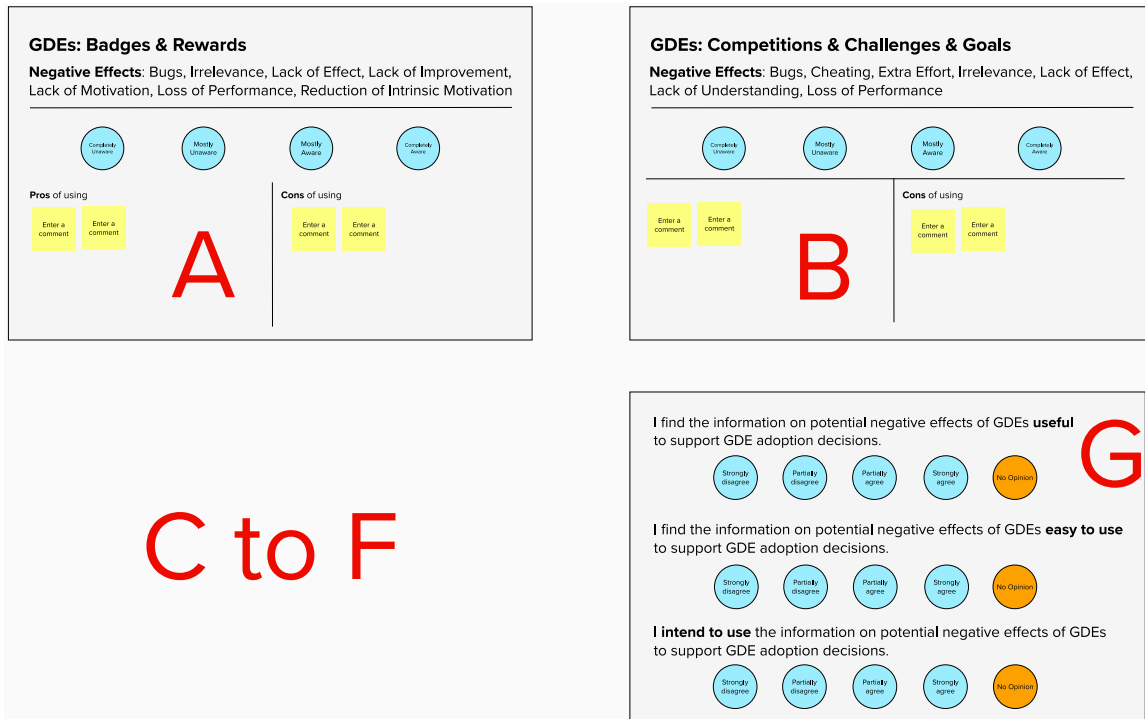 GDEs: Badges & Rewards
Negative Effects: Bugs, Irrelevance, Lack of Effect, Lack of Improvement,
Lack of Motivation, Loss of Performance, Reduction of Intrinsic Motivation
Completely Unaware
Mostly Unaware
Mostly Aware
Completely Aware
Pros of using
Enter a comment
Enter a comment
Cons of using
Enter a comment
Enter a comment
A
GDEs: Competitions & Challenges & Goals
Negative Effects: Bugs, Cheating, Extra Effort, Irrelevance, Lack of Effect,
Lack of Understanding, Loss of Performance
Completely Unaware
Mostly Unaware
Mostly Aware
Completely Aware
Enter a comment
Enter a comment
Cons of using
Enter a comment
Enter a comment
B
C to F
I find the information on potential negative effects of GDEs useful
to support GDE adoption decisions.
G
Strongly disagree
Partially disagree
Partially agree
Strongly agree
No Opinion
I find the information on potential negative effects of GDEs easy to use
to support GDE adoption decisions.
Strongly disagree
Partially disagree
Partially agree
Strongly agree
No Opinion
I intend to use the information on potential negative effects of GDEs
to support GDE adoption decisions.
Strongly disagree
Partially disagree
Partially agree
Strongly agree
No Opinion